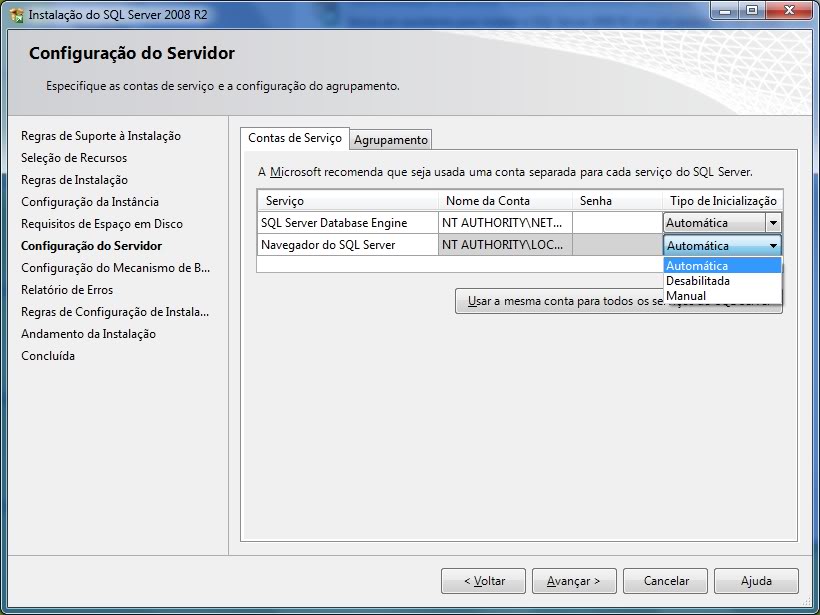 Instalação do SQL Server 2008 R2
Configuração do Servidor
Especifique as contas de serviço e a configuração do agrupamento.
Regras de Suporte à Instalação
Seleção de Recursos
Regras de Instalação
Configuração da Instância
Requisitos de Espaço em Disco
Configuração do Servidor
Configuração do Mecanismo de B...
Relatório de Erros
Regras de Configuração de Instala...
Andamento da Instalação
Concluída
Contas de Serviço Agrupamento
A Microsoft recomenda que seja usada uma conta separada para cada serviço do SQL Server.
Serviço Nome da Conta Senha Tipo de Inicialização
SQL Server Database Engine NT AUTHORITY\NET... Automática
Navegador do SQL Server NT AUTHORITY\LOC... Automática
Automática
Desabilitada
Manual
Usar a mesma conta para todos os
< Voltar Avançar > Cancelar Ajuda